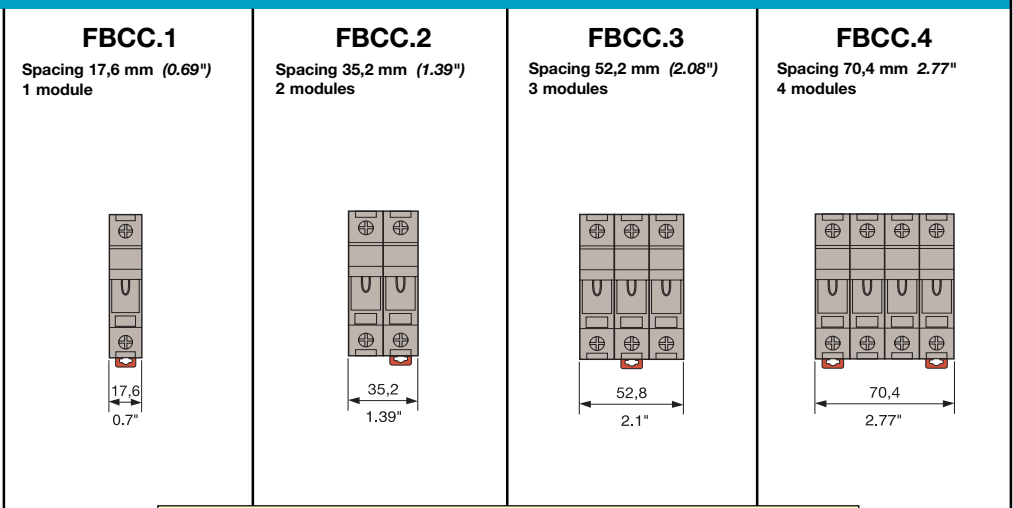 FBCC.1
Spacing 17,6 mm (0.69")
1 module
17,6
0.7"
FBCC.2
Spacing 35,2 mm (1.39")
2 modules
35,2
1.39"
FBCC.3
Spacing 52,2 mm (2.08")
3 modules
52,8
2.1"
FBCC.4
Spacing 70,4 mm 2.77"
4 modules
70,4
2.77"